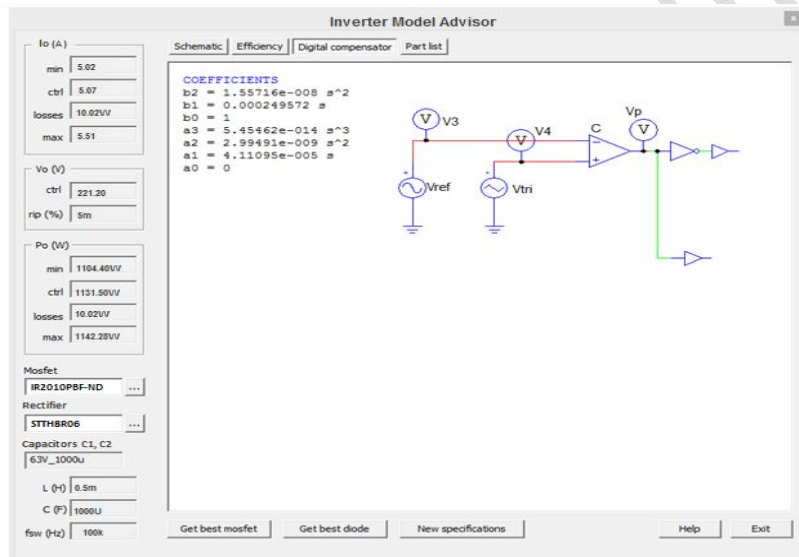 Inverter Model Advisor
x
Io (A)
min 5.02
ctrl 5.07
losses 10.02W
max 5.51
Vo (V)
ctrl 221.20
rip (%) 5m
Po (W)
min 1104.40W
ctrl 1131.50W
losses 10.02W
max 1142.28W
Mosfet
IR2010PBF-ND ...
Rectifier
STTH8R06 ...
Capacitors C1, C2
63V_1000u
L (H) 0.5m
C (F) 1000U
fsw (Hz) 100k
Schematic Efficiency Digital compensator Part list
COEFFICIENTS
b2 = 1.55716e-008 s^2
b1 = 0.000249572 s
b0 = 1
a3 = 5.45462e-014 s^3
a2 = 2.99491e-009 s^2
a1 = 4.11095e-005 s
a0 = 0
V V3
V V4
C
Vp
V
Vref
Vtri
Get best mosfet Get best diode New specifications Help Exit